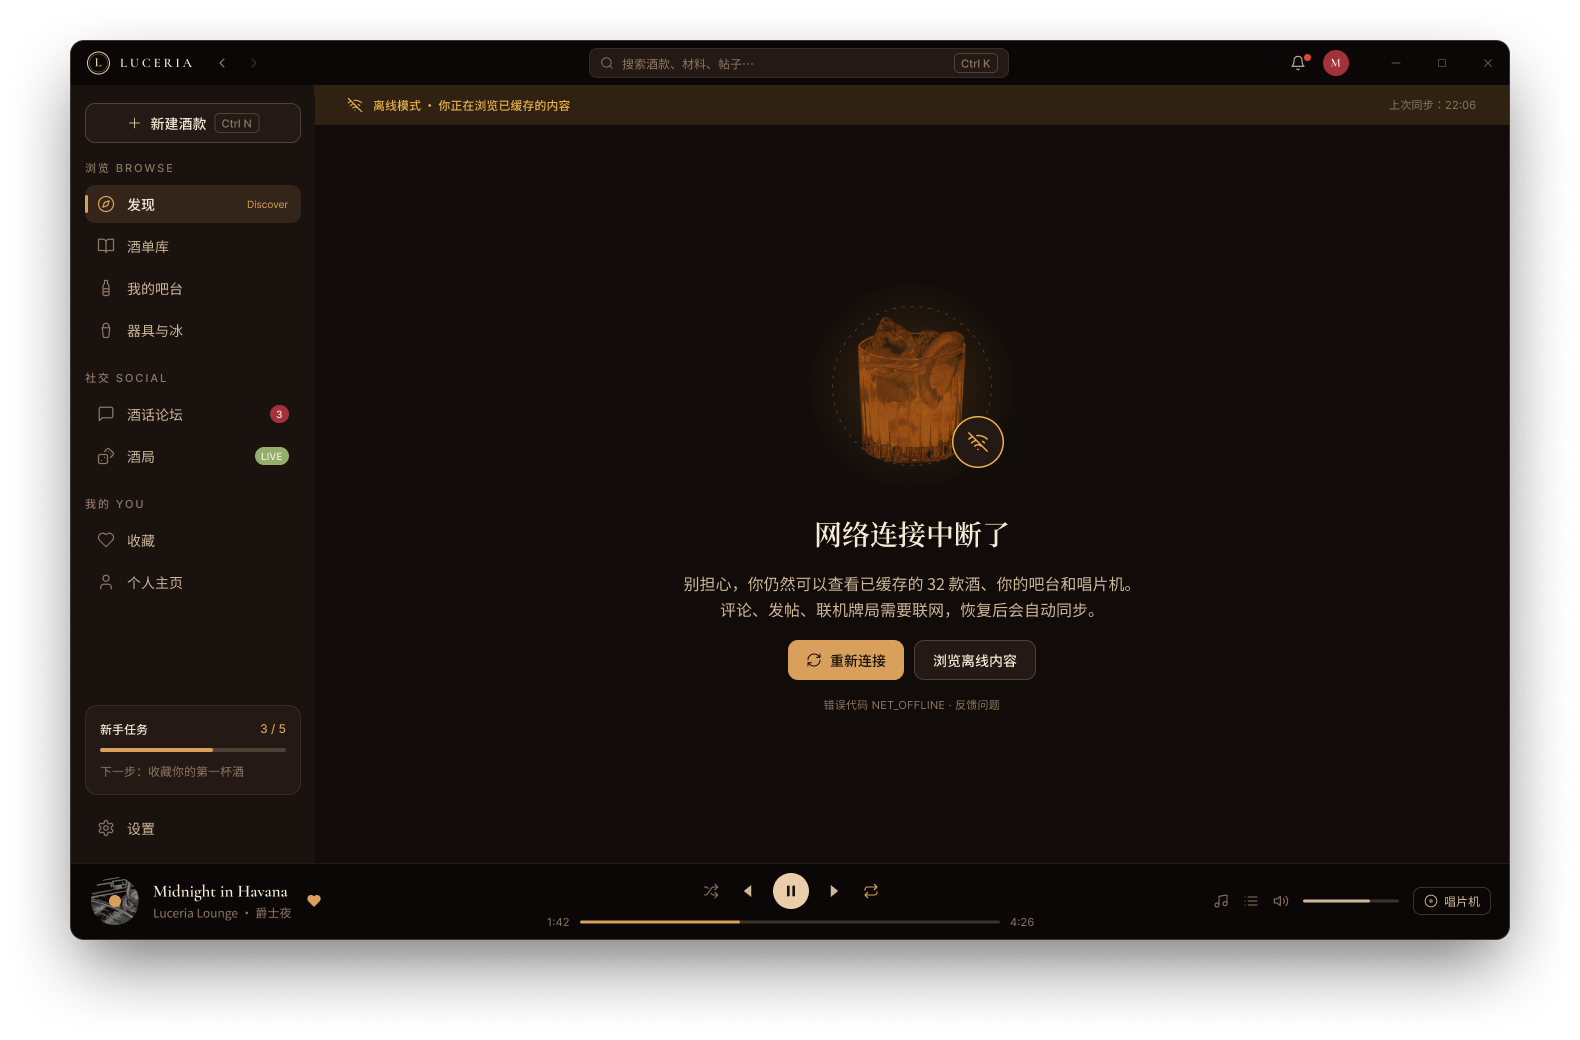 L LUCERIA
搜索酒款、材料、帖子…
Ctrl K
M
新建酒款 Ctrl N
浏览 BROWSE
发现 Discover
酒单库
我的吧台
器具与冰
社交 SOCIAL
酒话论坛 3
酒局 LIVE
我的 YOU
收藏
个人主页
新手任务 3 / 5
下一步：收藏你的第一杯酒
设置
离线模式 • 你正在浏览已缓存的内容
上次同步：22:06
网络连接中断了
别担心，你仍然可以查看已缓存的 32 款酒、你的吧台和唱片机。
评论、发帖、联机牌局需要联网，恢复后会自动同步。
重新连接
浏览离线内容
错误代码 NET_OFFLINE · 反馈问题
Midnight in Havana
Luceria Lounge • 爵士夜
1:42
4:26
唱片机